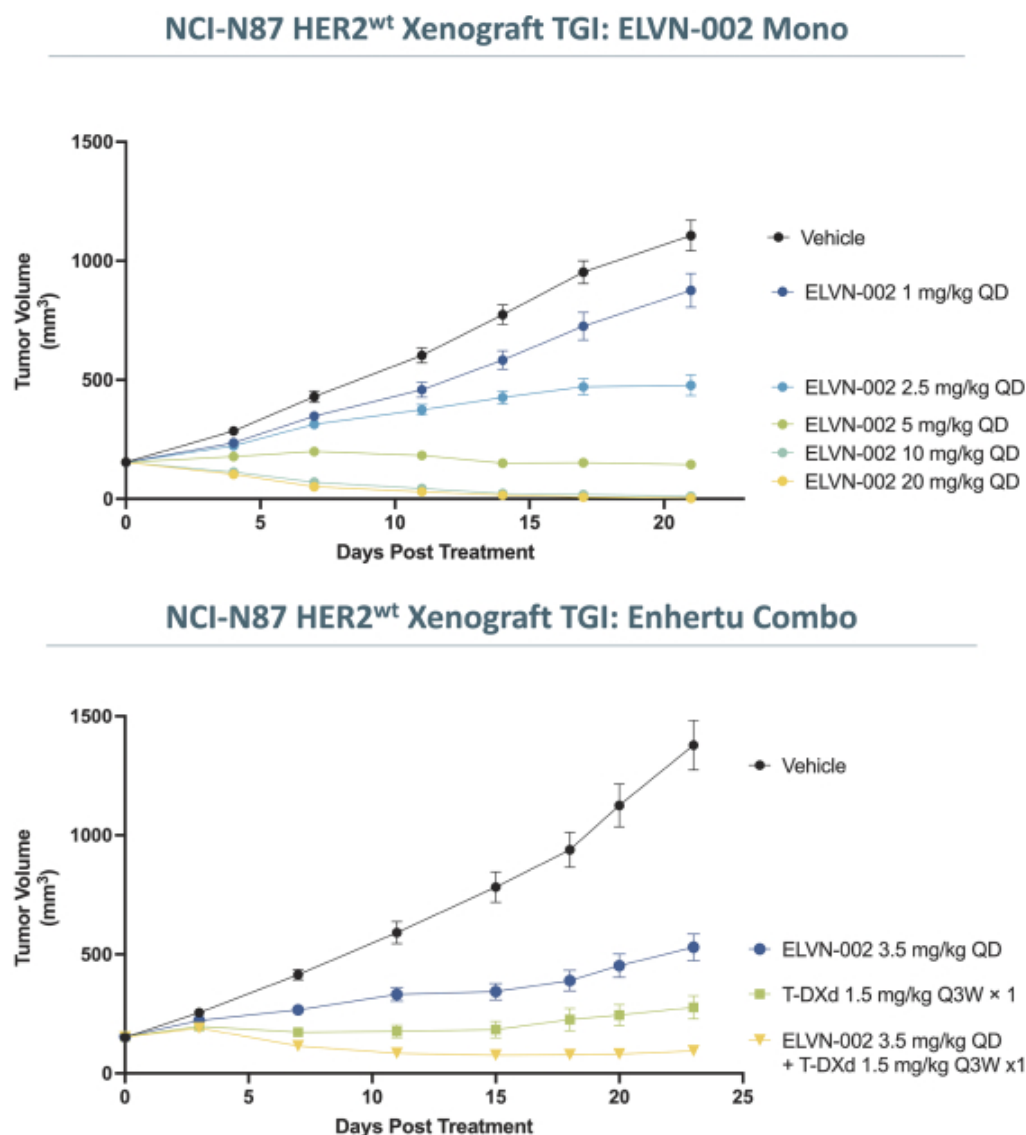 NCI-N87 HER2ʷᵗ Xenograft TGI: ELVN-002 Mono
1500
1000
500
0
Tumor Volume
(mm³)
0 5 10 15 20
Days Post Treatment
Vehicle
ELVN-002 1 mg/kg QD
ELVN-002 2.5 mg/kg QD
ELVN-002 5 mg/kg QD
ELVN-002 10 mg/kg QD
ELVN-002 20 mg/kg QD
NCI-N87 HER2ʷᵗ Xenograft TGI: Enhertu Combo
1500
1000
500
0
Tumor Volume
(mm³)
0 5 10 15 20 25
Days Post Treatment
Vehicle
ELVN-002 3.5 mg/kg QD
T-DXd 1.5 mg/kg Q3W × 1
ELVN-002 3.5 mg/kg QD
+ T-DXd 1.5 mg/kg Q3W x1